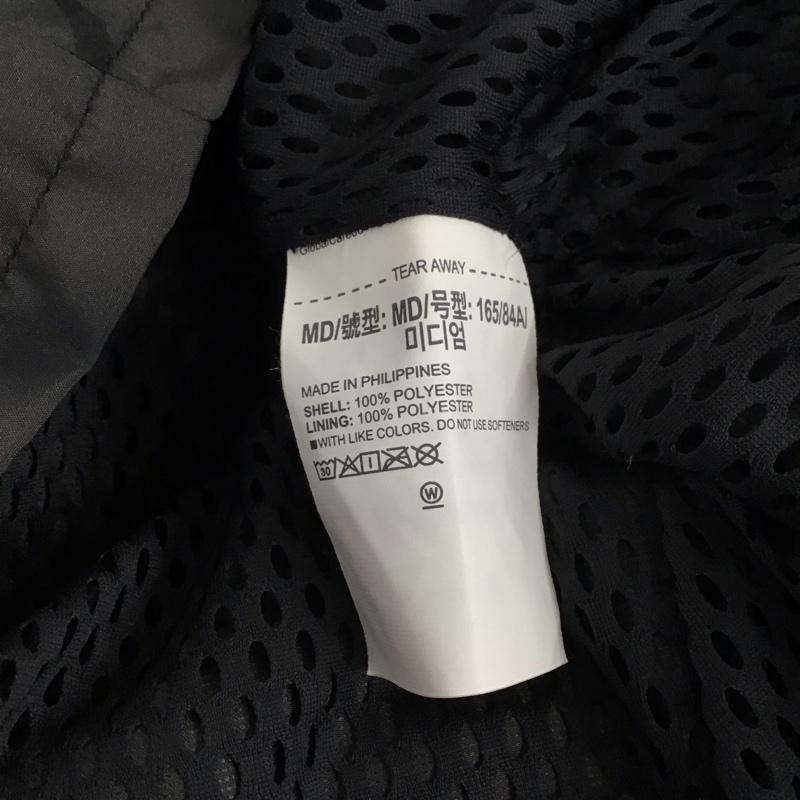 TEAR AWAY
MD/號型: MD/号型: 165/84A/
미디엄
MADE IN PHILIPPINES
SHELL: 100% POLYESTER
LINING: 100% POLYESTER
■WITH LIKE COLORS. DO NOT USE SOFTENERS
30
W